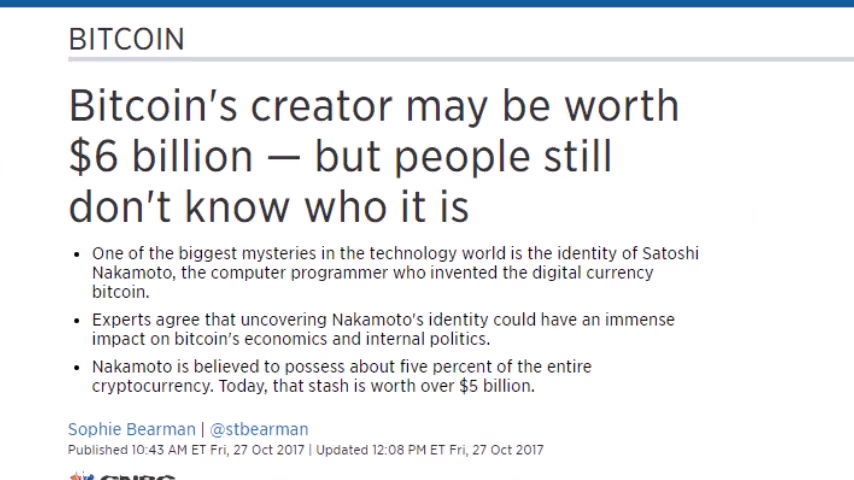 BITCOIN
Bitcoin's creator may be worth
$6 billion — but people still
don't know who it is
• One of the biggest mysteries in the technology world is the identity of Satoshi
Nakamoto, the computer programmer who invented the digital currency
bitcoin.
• Experts agree that uncovering Nakamoto's identity could have an immense
impact on bitcoin's economics and internal politics.
• Nakamoto is believed to possess about five percent of the entire
cryptocurrency. Today, that stash is worth over $5 billion.
Sophie Bearman | @stbearman
Published 10:43 AM ET Fri, 27 Oct 2017 | Updated 12:08 PM ET Fri, 27 Oct 2017